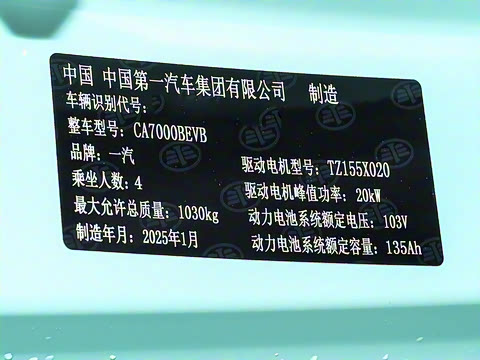 中国 中国第一汽车集团有限公司 制造
车辆识别代号:
整车型号: CA7000BEVB
品牌: 一汽
驱动电机型号: TZ155X020
乘坐人数: 4
驱动电机峰值功率: 20kW
最大允许总质量: 1030kg
动力电池系统额定电压: 103V
制造年月: 2025年1月
动力电池系统额定容量: 135Ah